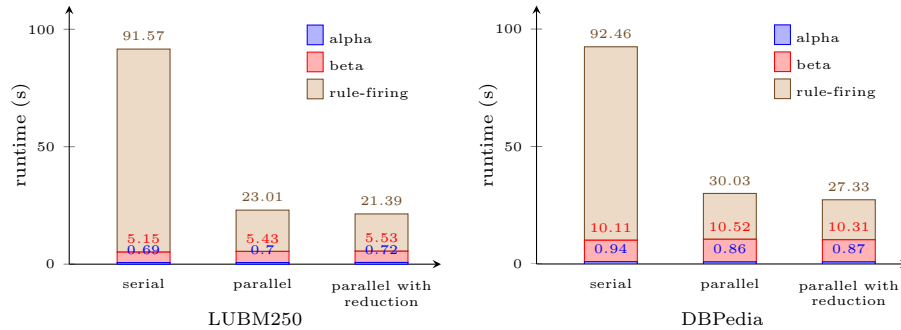 100
91.57
alpha
beta
rule-firing
runtime (s)
50
23.01
21.39
5.15
5.43
5.53
0.69
0.7
0.72
0
serial
parallel
parallel with
reduction
LUBM250
100
92.46
alpha
beta
rule-firing
runtime (s)
50
30.03
27.33
10.11
10.52
10.31
0.94
0.86
0.87
0
serial
parallel
parallel with
reduction
DBPedia